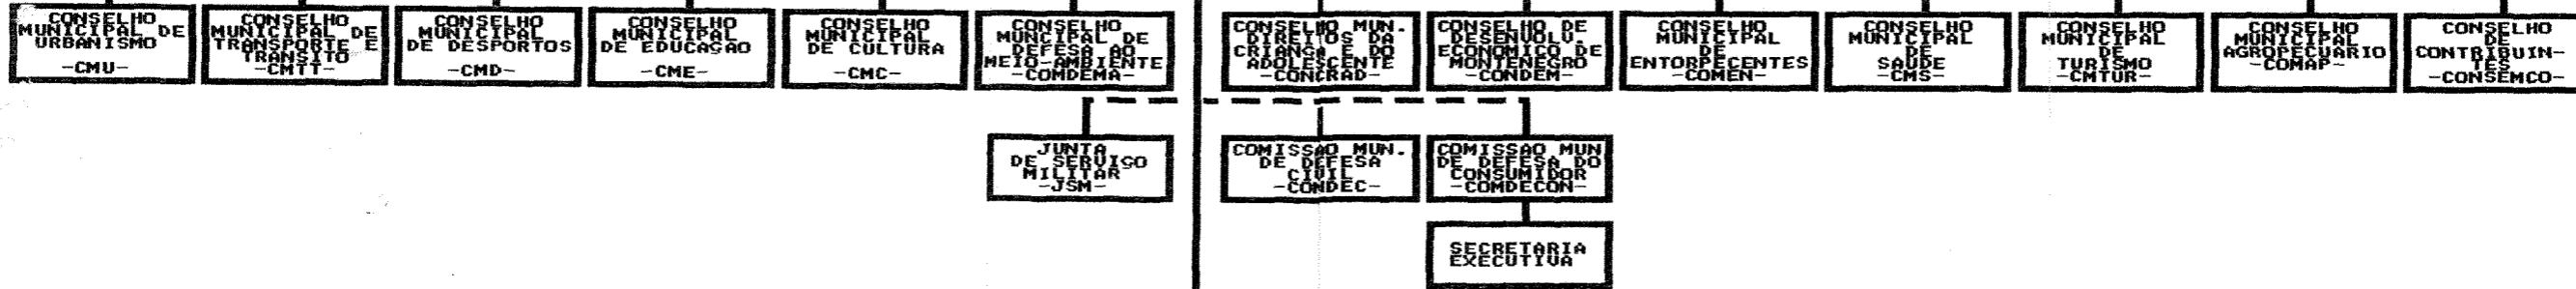 CONSELHO
MUNICIPAL DE
URBANISMO
-CMU-
CONSELHO
MUNICIPAL DE
TRANSPORTE E
TRANSITO
-CMTT-
CONSELHO
MUNICIPAL
DE DESPORTOS
-CMD-
CONSELHO
MUNICIPAL
DE EDUCAÇAO
-CME-
CONSELHO
MUNICIPAL
DE CULTURA
-CMC-
CONSELHO
MUNCIPAL DE
DEFESA AO
MEIO-AMBIENTE
-COMDEMA-
CONSELHO MUN.
DIREITOS DA
CRIANÇA E DO
ADOLESCENTE
-CONCRAD-
CONSELHO DE
DESENVOLV.
ECONOMICO DE
MONTENEGRO
-CONDEM-
CONSELHO
MUNICIPAL
DE
ENTORPECENTES
-COMEN-
CONSELHO
MUNICIPAL
DE
SAUDE
-CMS-
CONSELHO
MUNICIPAL
DE
TURISMO
-CMTUR-
CONSELHO
MUNICIPAL
AGROPECUARIO
-COMAP-
CONSELHO
DE
CONTRIBUIN-
TES
-CONSEMCO-
JUNTA
DE SERVIÇO
MILITAR
-JSM-
COMISSAO MUN.
DE DEFESA
CIVIL
-CONDEC-
COMISSAO MUN
DE DEFESA DO
CONSUMIDOR
-COMDECON-
SECRETARIA
EXECUTIVA